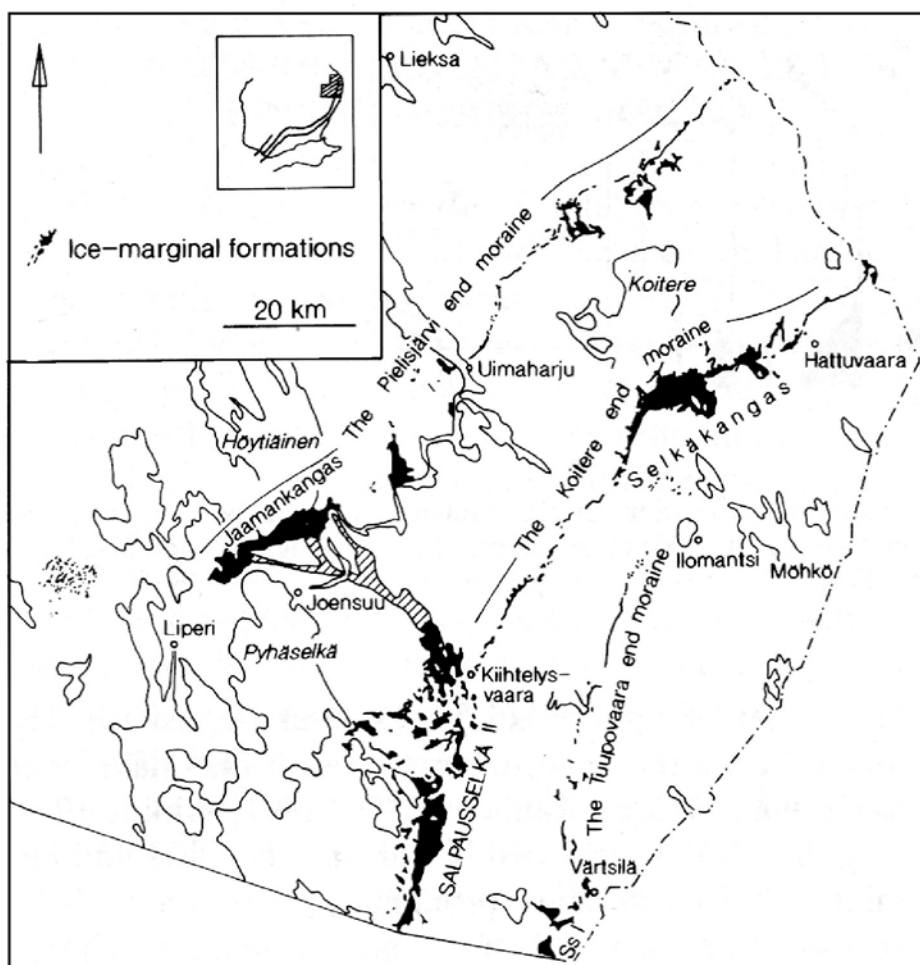 Lieksa
Ice-marginal formations
20 km
The Pielisjärvi end moraine
Koitere
Uimaharju
Hattuvaara
The Koitere end moraine
Selkäkangas
Höytiäinen
Jaamankangas
Ilomantsi
Möhkö
Joensuu
Liperi
Pyhäselkä
Kiihtelys-
vaara
SALPAUSSELKÄ II
The Tuupovaara end moraine
Värtsilä
Ss